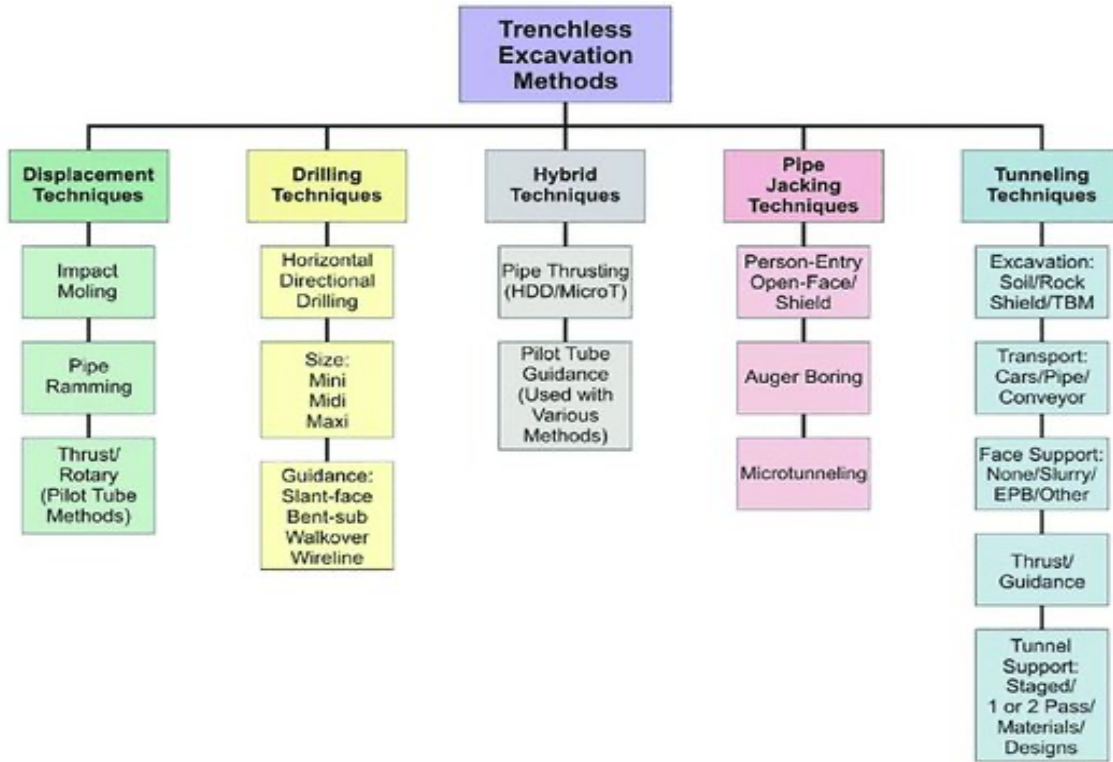 Trenchless
Excavation
Methods
Displacement
Techniques
Impact
Moling
Pipe
Ramming
Thrust/
Rotary
(Pilot Tube
Methods)
Drilling
Techniques
Horizontal
Directional
Drilling
Size:
Mini
Midi
Maxi
Guidance:
Slant-face
Bent-sub
Walkover
Wireline
Hybrid
Techniques
Pipe Thrusting
(HDD/MicroT)
Pilot Tube
Guidance
(Used with
Various
Methods)
Pipe
Jacking
Techniques
Person-Entry
Open-Face/
Shield
Auger Boring
Microtunneling
Tunneling
Techniques
Excavation:
Soil/Rock
Shield/TBM
Transport:
Cars/Pipe/
Conveyor
Face Support:
None/Slurry/
EPB/Other
Thrust/
Guidance
Tunnel
Support:
Staged/
1 or 2 Pass/
Materials/
Designs